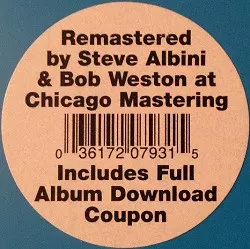 Remastered
by Steve Albini
& Bob Weston at
Chicago Mastering
0 36172 07931 5
Includes Full
Album Download
Coupon